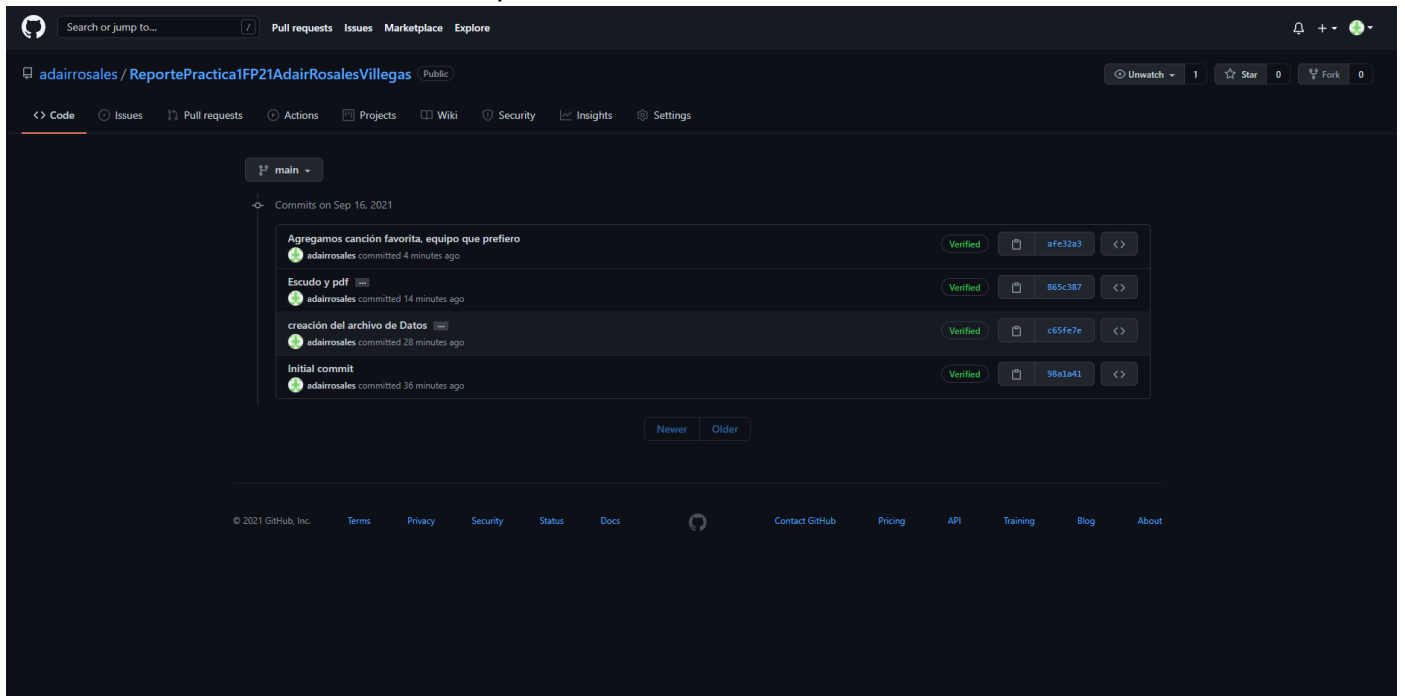 Search or jump to... / Pull requests Issues Marketplace Explore
adairrosales / ReportePractica1FP21AdairRosalesVillegas Public Unwatch 1 Star 0 Fork 0
<> Code Issues Pull requests Actions Projects Wiki Security Insights Settings
main
Commits on Sep 16, 2021
Agregamos canción favorita, equipo que prefiero
adairrosales committed 4 minutes ago
Verified afe32a3 <>
Escudo y pdf ...
adairrosales committed 14 minutes ago
Verified 865c387 <>
creación del archivo de Datos ...
adairrosales committed 28 minutes ago
Verified c65fe7e <>
Initial commit
adairrosales committed 36 minutes ago
Verified 98a1a41 <>
Newer Older
© 2021 GitHub, Inc. Terms Privacy Security Status Docs Contact GitHub Pricing API Training Blog About